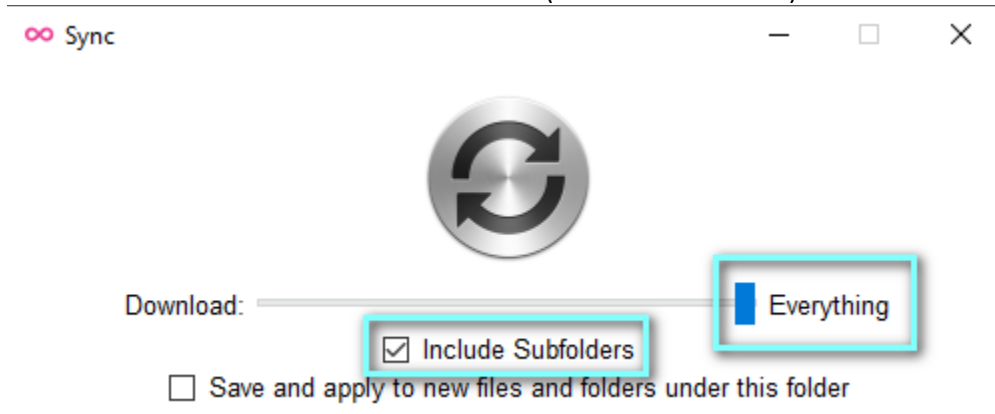 Sync
Download: Everything
Include Subfolders
Save and apply to new files and folders under this folder